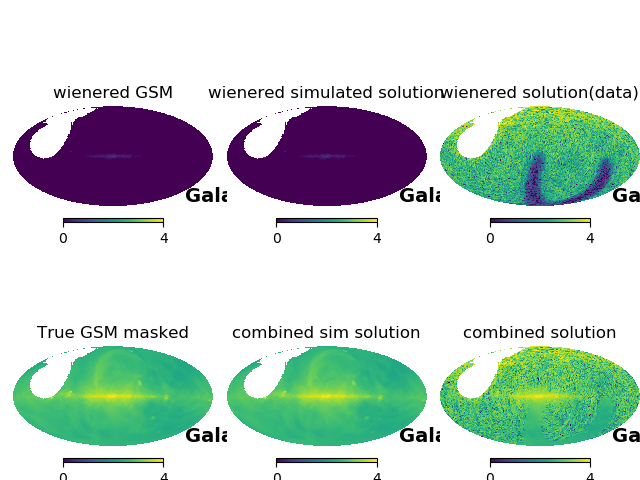 wienered GSM
wienered simulated solution
wienered solution(data)
Gala
Gala
Ga
0 4
0 4
0 4
True GSM masked
combined sim solution
combined solution
Gala
Gala
Ga
0 4
0 4
0 4